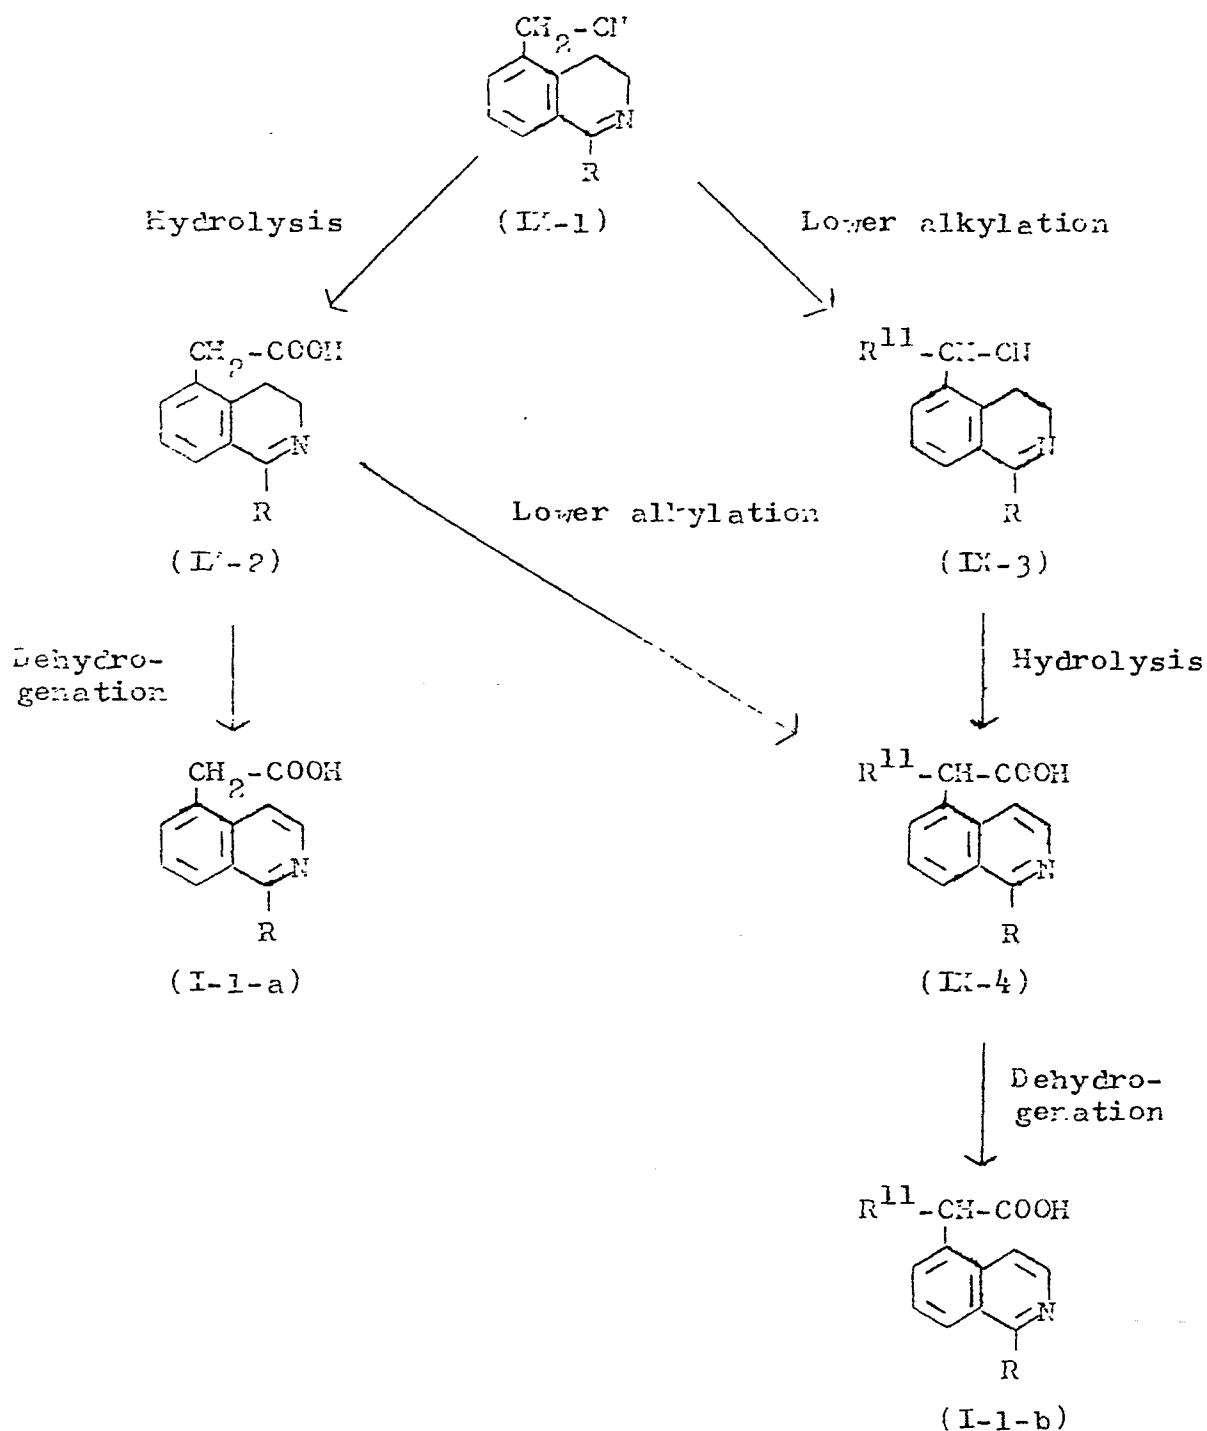 CH2-CN
N
R
(IX-1)
Hydrolysis
Lower alkylation
CH2-COOH
N
R
(IX-2)
R11-CH-CN
N
R
(IX-3)
Lower alkylation
Dehydro-
genation
Hydrolysis
CH2-COOH
N
R
(I-1-a)
R11-CH-COOH
N
R
(IX-4)
Dehydro-
genation
R11-CH-COOH
N
R
(I-1-b)